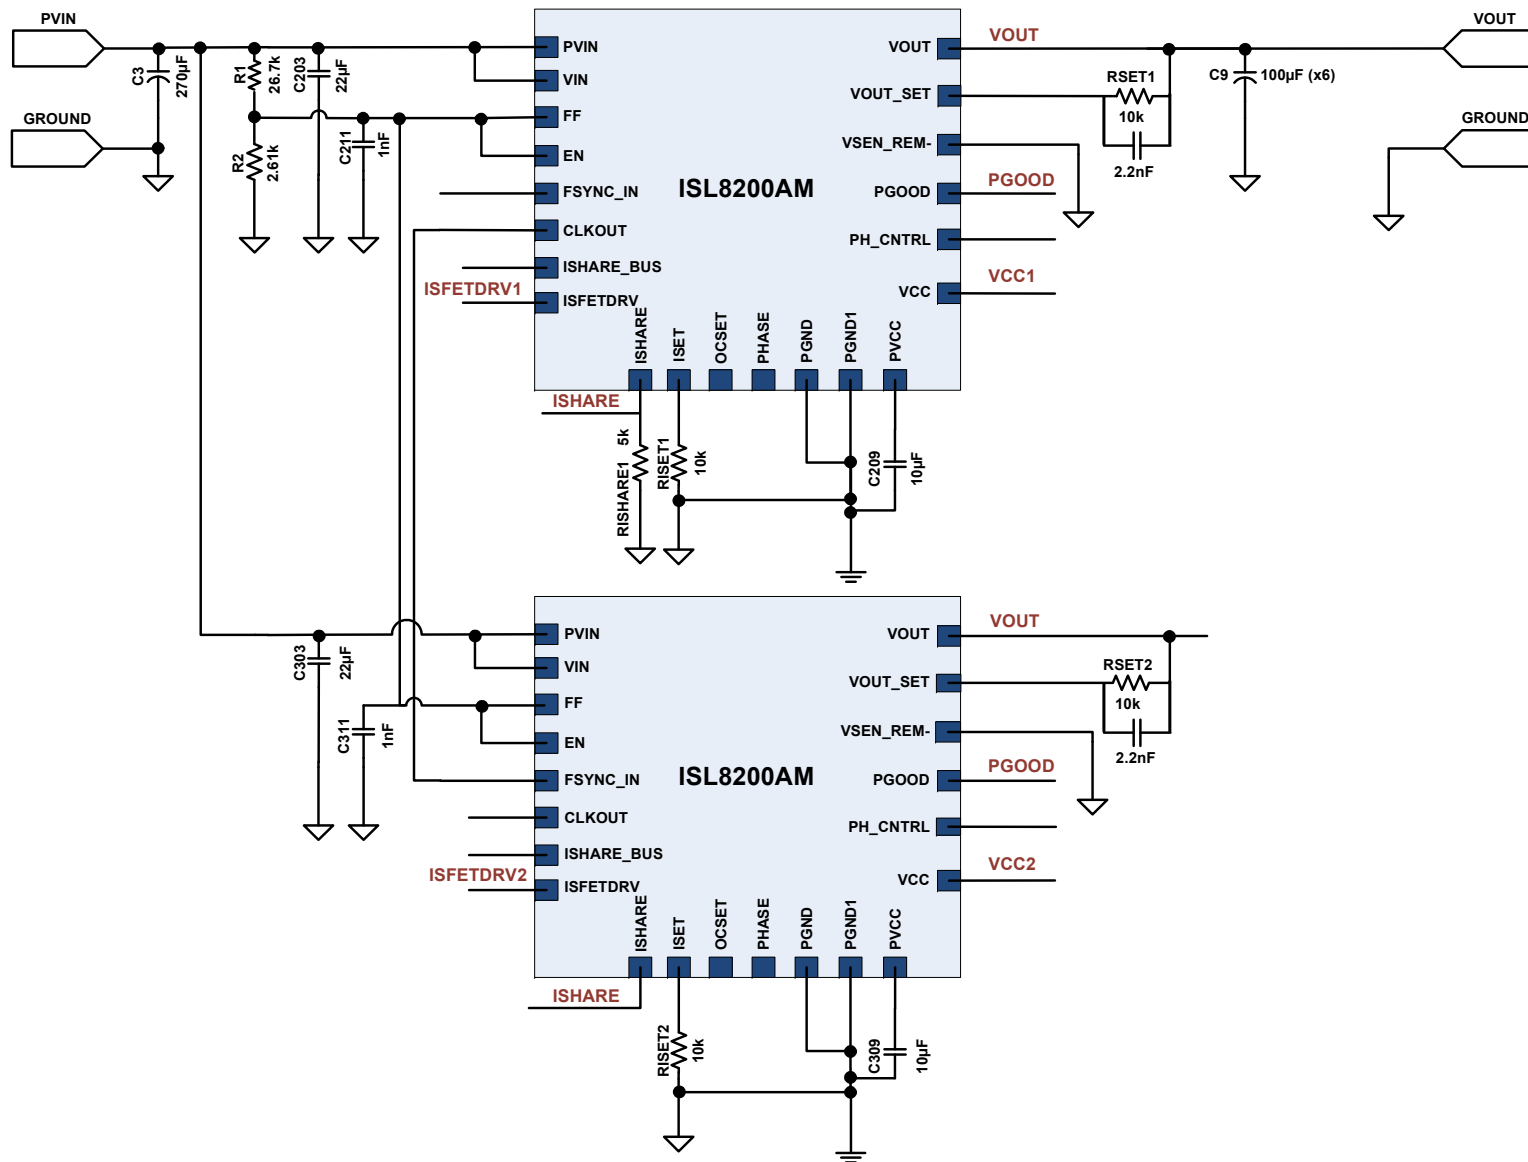 PVIN
GROUND
C3
270µF
R1
26.7k
C203
22µF
R2
2.61k
C211
1nF
PVIN
VIN
FF
EN
FSYNC_IN
CLKOUT
ISHARE_BUS
ISFETDRV
ISFETDRV1
ISL8200AM
VOUT
VOUT_SET
VSEN_REM-
PGOOD
PH_CNTRL
VCC
ISHARE
ISET
OCSET
PHASE
PGND
PGND1
PVCC
VOUT
RSET1
10k
2.2nF
PGOOD
VCC1
C9
100µF (x6)
VOUT
GROUND
ISHARE
RISHARE1
5k
RISET1
10k
C209
10µF
C303
22µF
C311
1nF
PVIN
VIN
FF
EN
FSYNC_IN
CLKOUT
ISHARE_BUS
ISFETDRV
ISFETDRV2
ISL8200AM
VOUT
VOUT_SET
VSEN_REM-
PGOOD
PH_CNTRL
VCC
ISHARE
ISET
OCSET
PHASE
PGND
PGND1
PVCC
VOUT
RSET2
10k
2.2nF
PGOOD
VCC2
ISHARE
RISET2
10k
C309
10µF